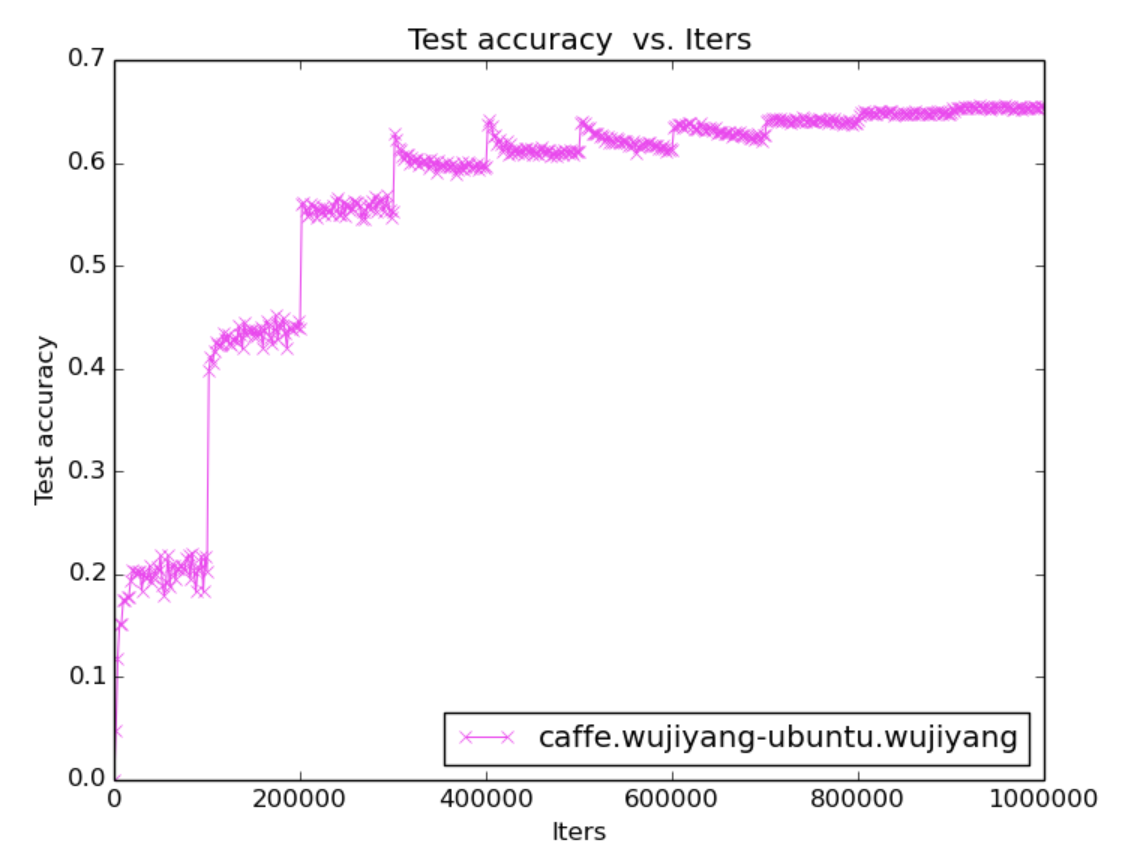 Test accuracy  vs. Iters
0.7
0.6
0.5
0.4
0.3
0.2
0.1
0.0
Test accuracy
caffe.wujiyang-ubuntu.wujiyang
0 200000 400000 600000 800000 1000000
Iters